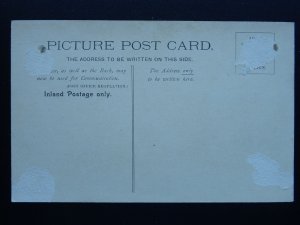 PICTURE POST CARD.
THE ADDRESS TO BE WRITTEN ON THIS SIDE.
as well as the Back, may
now be used for Communication.
(POST OFFICE REGULATION.)
Inland Postage only.
The Address only
to be written here.